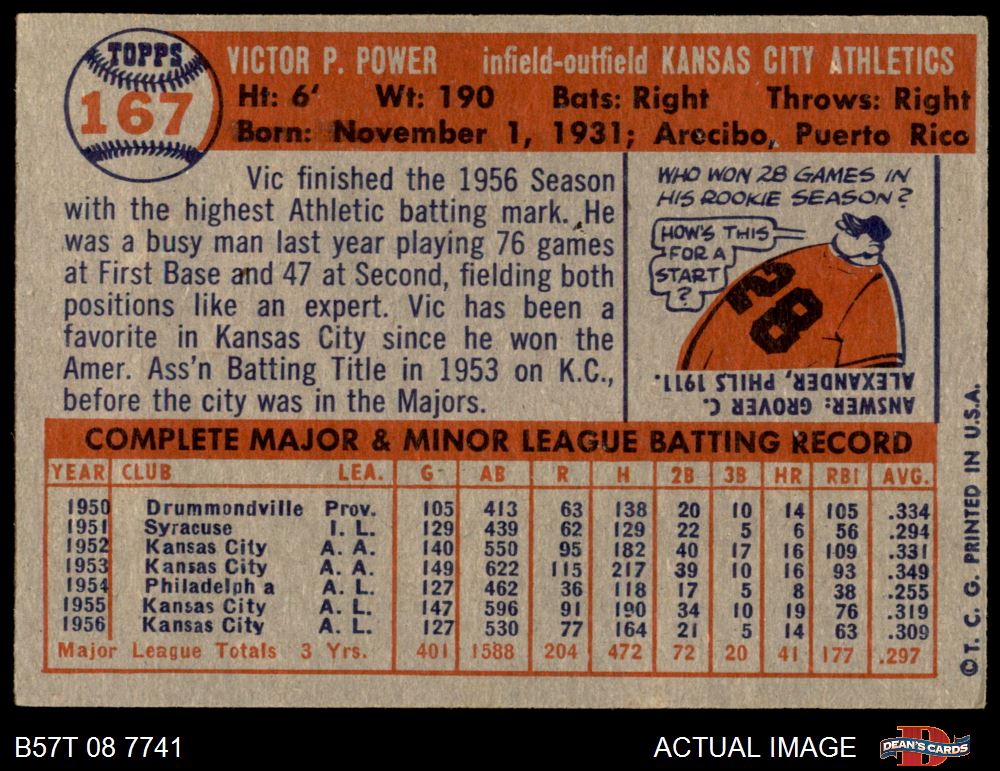 TOPPS
167
VICTOR P. POWER infield-outfield KANSAS CITY ATHLETICS
Ht: 6' Wt: 190 Bats: Right Throws: Right
Born: November 1, 1931; Arecibo, Puerto Rico
Vic finished the 1956 Season
with the highest Athletic batting mark. He
was a busy man last year playing 76 games
at First Base and 47 at Second, fielding both
positions like an expert. Vic has been a
favorite in Kansas City since he won the
Amer. Ass'n Batting Title in 1953 on K.C.,
before the city was in the Majors.
WHO WON 28 GAMES IN
HIS ROOKIE SEASON?
HOW'S THIS
FOR A
START
?
28
ANSWER: GROVER C.
ALEXANDER, PHILS 1911.
COMPLETE MAJOR & MINOR LEAGUE BATTING RECORD
YEAR CLUB LEA. G AB R H 2B 3B HR RBI AVG.
1950 Drummondville Prov. 105 413 63 138 20 10 14 105 .334
1951 Syracuse I. L. 129 439 62 129 22 5 6 56 .294
1952 Kansas City A. A. 140 550 95 182 40 17 16 109 .331
1953 Kansas City A. A. 149 622 115 217 39 10 16 93 .349
1954 Philadelph a A. L. 127 462 36 118 17 5 8 38 .255
1955 Kansas City A. L. 147 596 91 190 34 10 19 76 .319
1956 Kansas City A. L. 127 530 77 164 21 5 14 63 .309
Major League Totals 3 Yrs. 401 1588 204 472 72 20 41 177 .297
©T. C. G. PRINTED IN U.S.A.
B57T 08 7741
ACTUAL IMAGE
D
DEAN'S CARDS